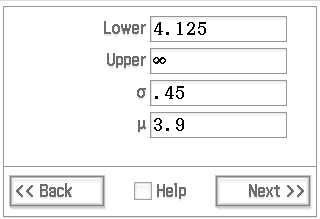 Lower 4.125
Upper ∞
σ .45
μ 3.9
<< Back Help Next >>